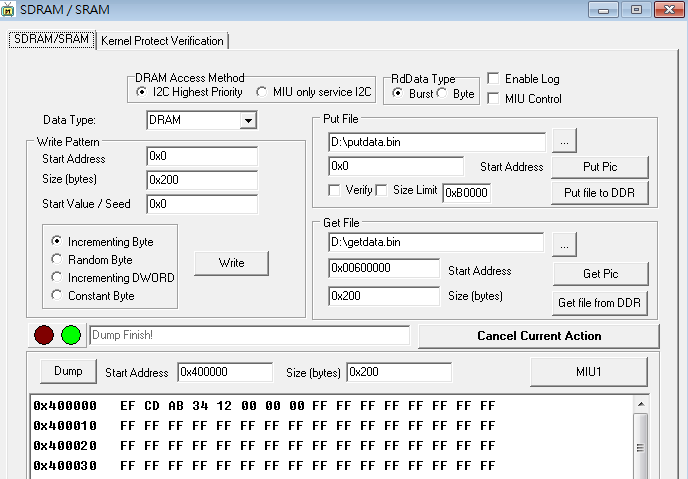 SDRAM / SRAM
SDRAM/SRAM Kernel Protect Verification
DRAM Access Method
I2C Highest Priority MIU only service I2C
RdData Type
Burst Byte
Enable Log
MIU Control
Data Type: DRAM
Write Pattern
Start Address 0x0
Size (bytes) 0x200
Start Value / Seed 0x0
Incrementing Byte
Random Byte
Incrementing DWORD
Constant Byte
Write
Put File
D:\putdata.bin ...
0x0 Start Address Put Pic
Verify Size Limit 0xB0000 Put file to DDR
Get File
D:\getdata.bin ...
0x00600000 Start Address Get Pic
0x200 Size (bytes) Get file from DDR
Dump Finish! Cancel Current Action
Dump Start Address 0x400000 Size (bytes) 0x200 MIU1
0x400000 EF CD AB 34 12 00 00 00 FF FF FF FF FF FF FF FF
0x400010 FF FF FF FF FF FF FF FF FF FF FF FF FF FF FF FF
0x400020 FF FF FF FF FF FF FF FF FF FF FF FF FF FF FF FF
0x400030 FF FF FF FF FF FF FF FF FF FF FF FF FF FF FF FF